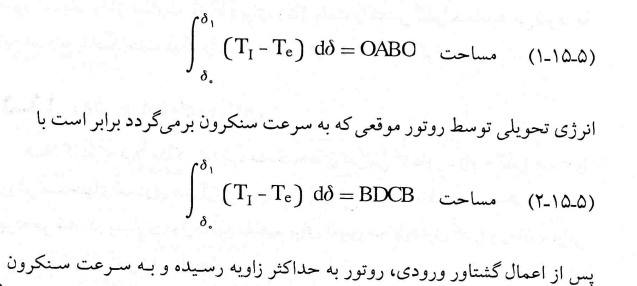 ∫_{δ₀}^{δ₁} (T_I - T_e) dδ = OABO مساحت (۱-۱۵-۵)
انرژی تحویلی توسط روتور موقعی که به سرعت سنکرون برمی‌گردد برابر است با
∫_{δ₀}^{δ₁} (T_I - T_e) dδ = BDCB مساحت (۲-۱۵-۵)
پس از اعمال گشتاور ورودی، روتور به حداکثر زاویه رسیده و به سرعت سنکرون